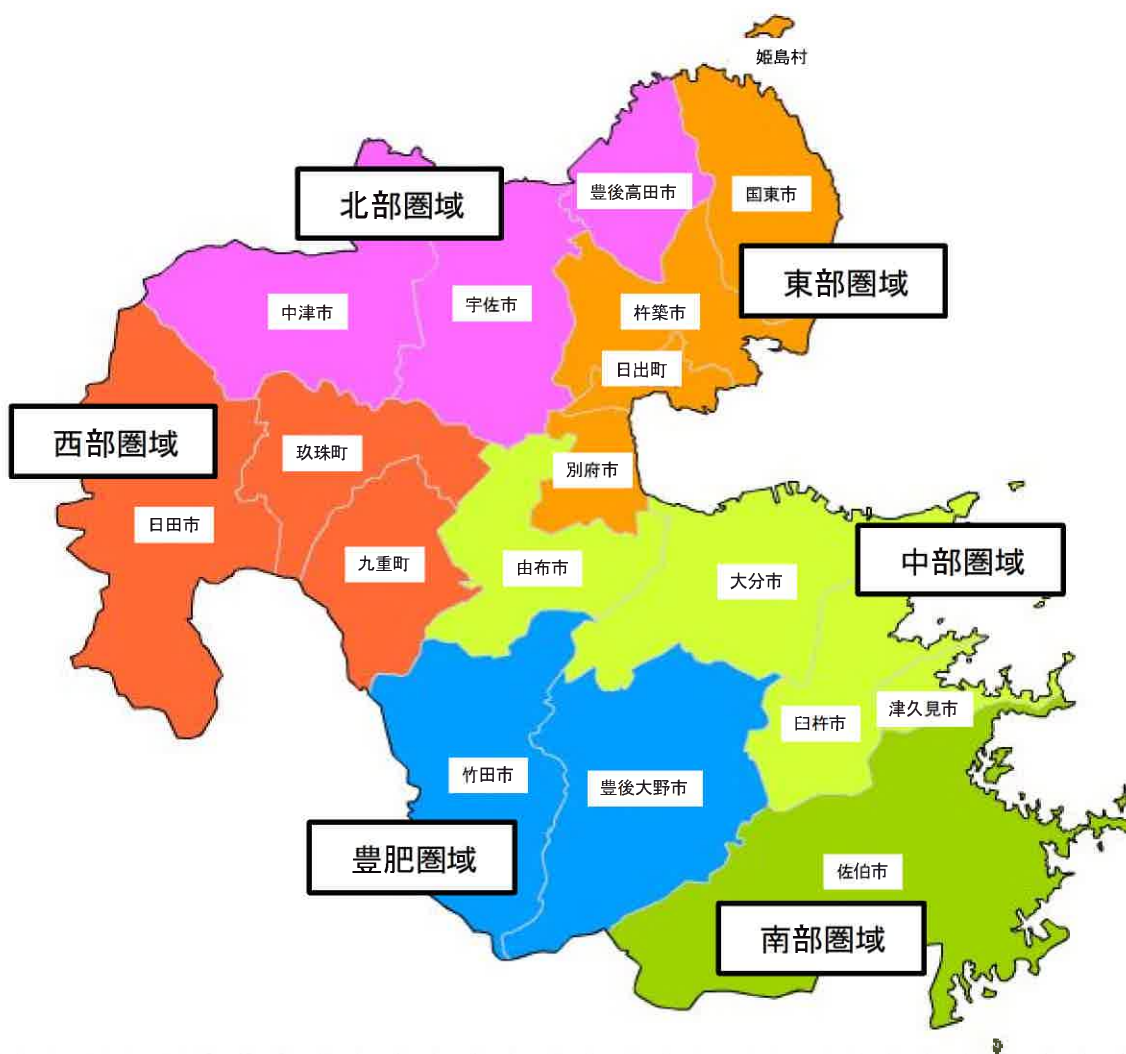 姫島村
北部圏域
豊後高田市
国東市
東部圏域
中津市
宇佐市
杵築市
日出町
西部圏域
玖珠町
別府市
日田市
九重町
由布市
大分市
中部圏域
臼杵市
津久見市
竹田市
豊後大野市
豊肥圏域
佐伯市
南部圏域